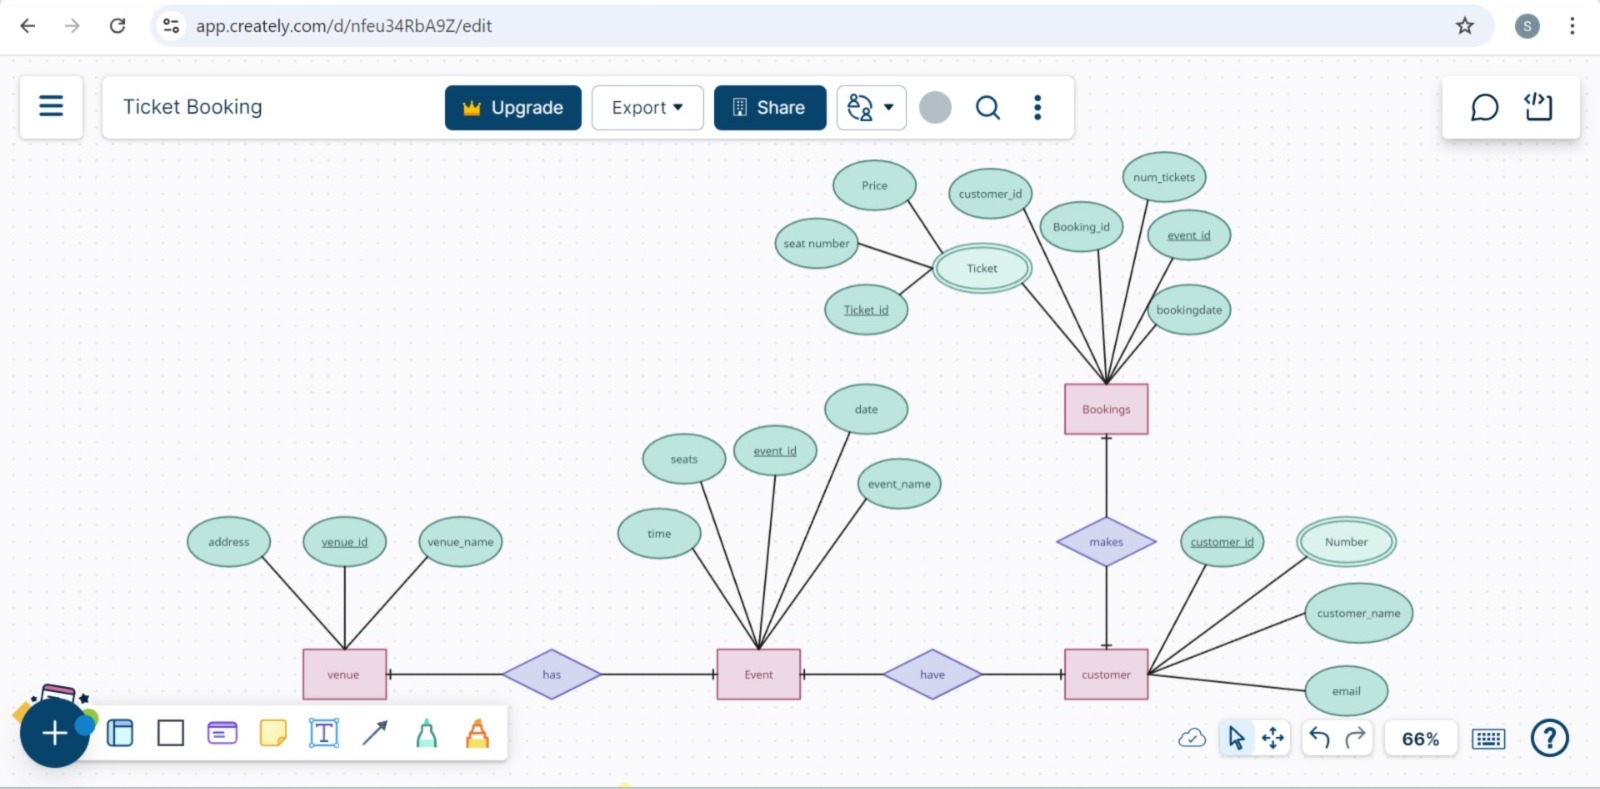 app.creately.com/d/nfeu34RbA9Z/edit
S
Ticket Booking
Upgrade
Export
Share
Price
customer_id
num_tickets
seat number
Booking_id
event_id
Ticket
Ticket_id
bookingdate
Bookings
date
seats
event_id
event_name
time
address
venue_id
venue_name
makes
customer_id
Number
customer_name
venue
has
Event
have
customer
email
T
66%
?